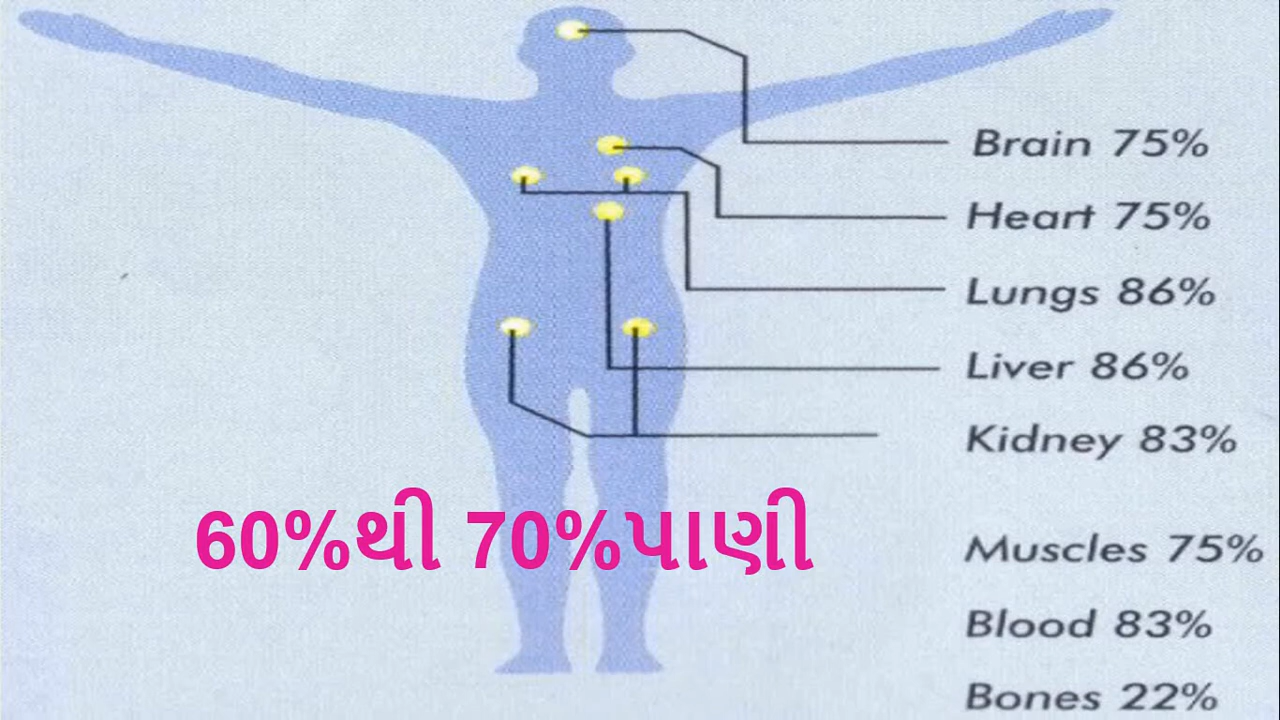 Brain 75%
Heart 75%
Lungs 86%
Liver 86%
Kidney 83%
60%થી 70%પાણી
Muscles 75%
Blood 83%
Bones 22%